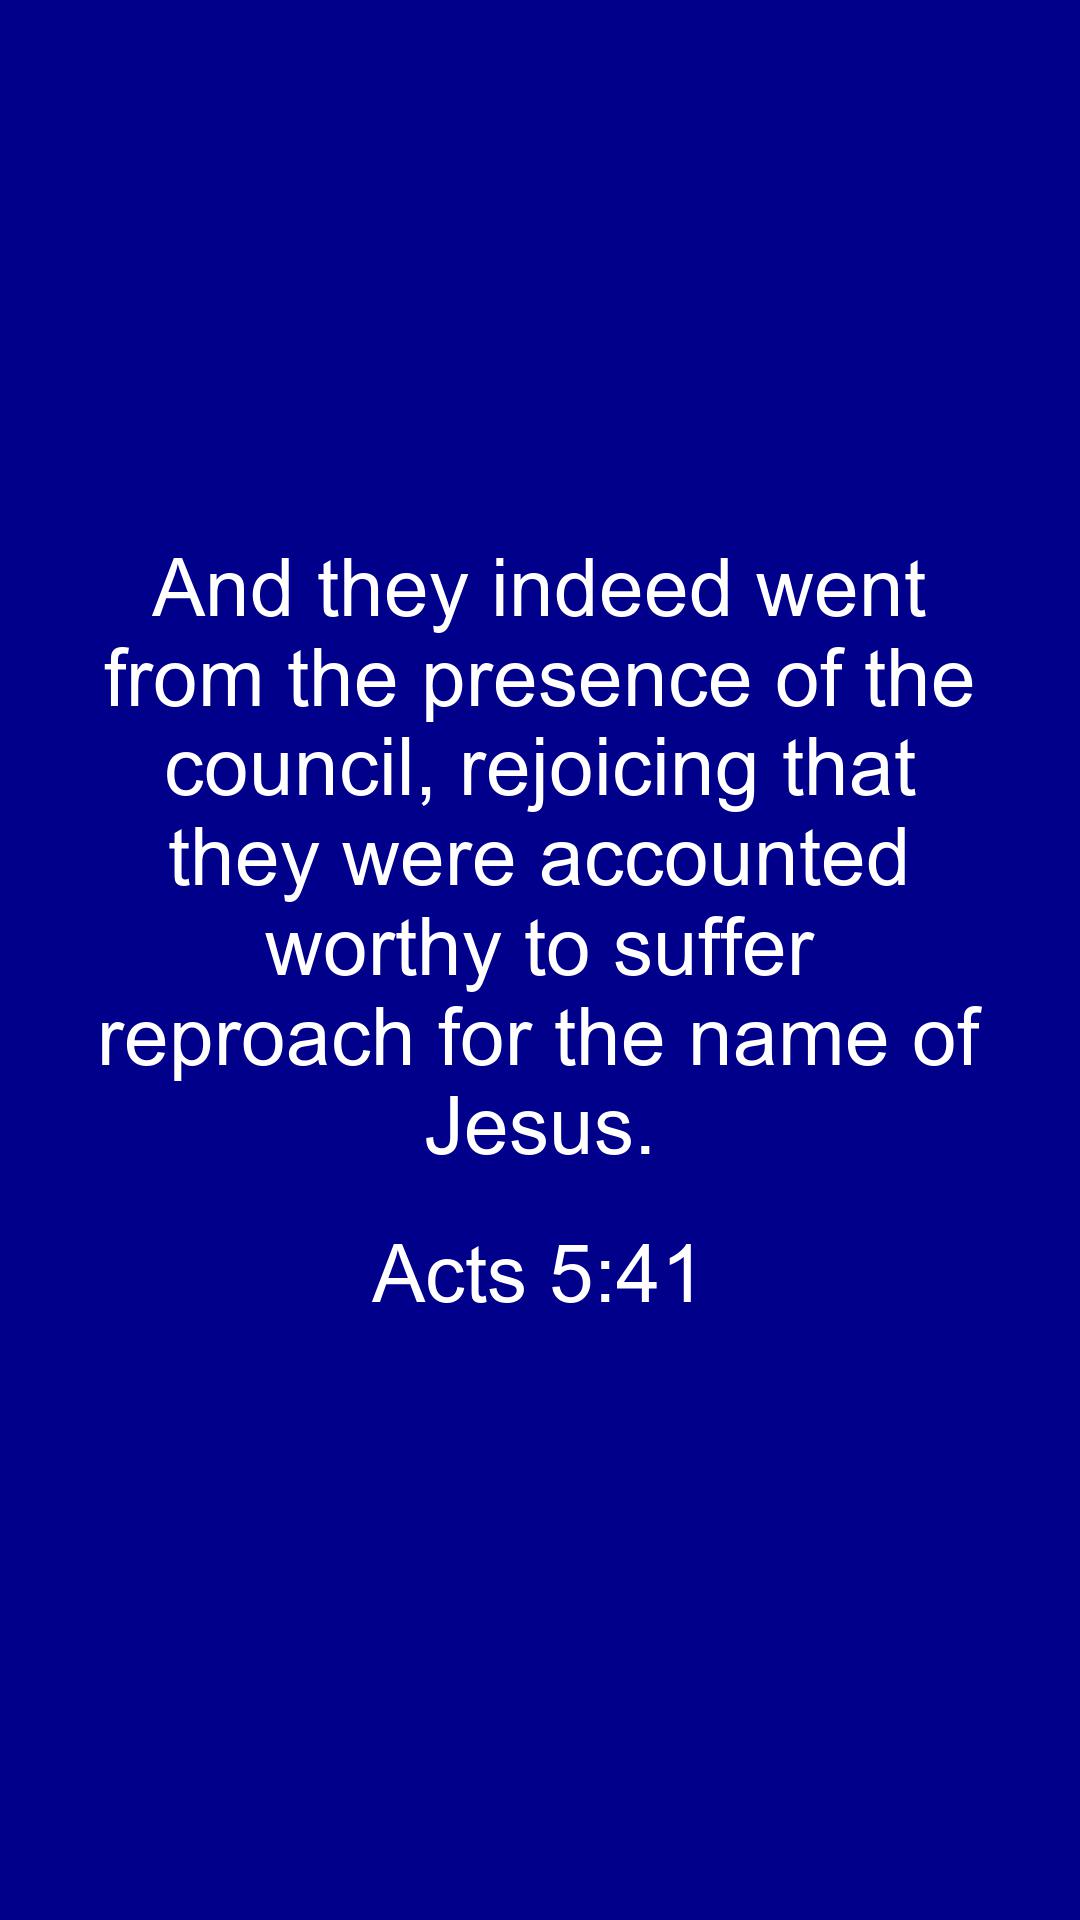 And they indeed went
from the presence of the
council, rejoicing that
they were accounted
worthy to suffer
reproach for the name of
Jesus.
Acts 5:41